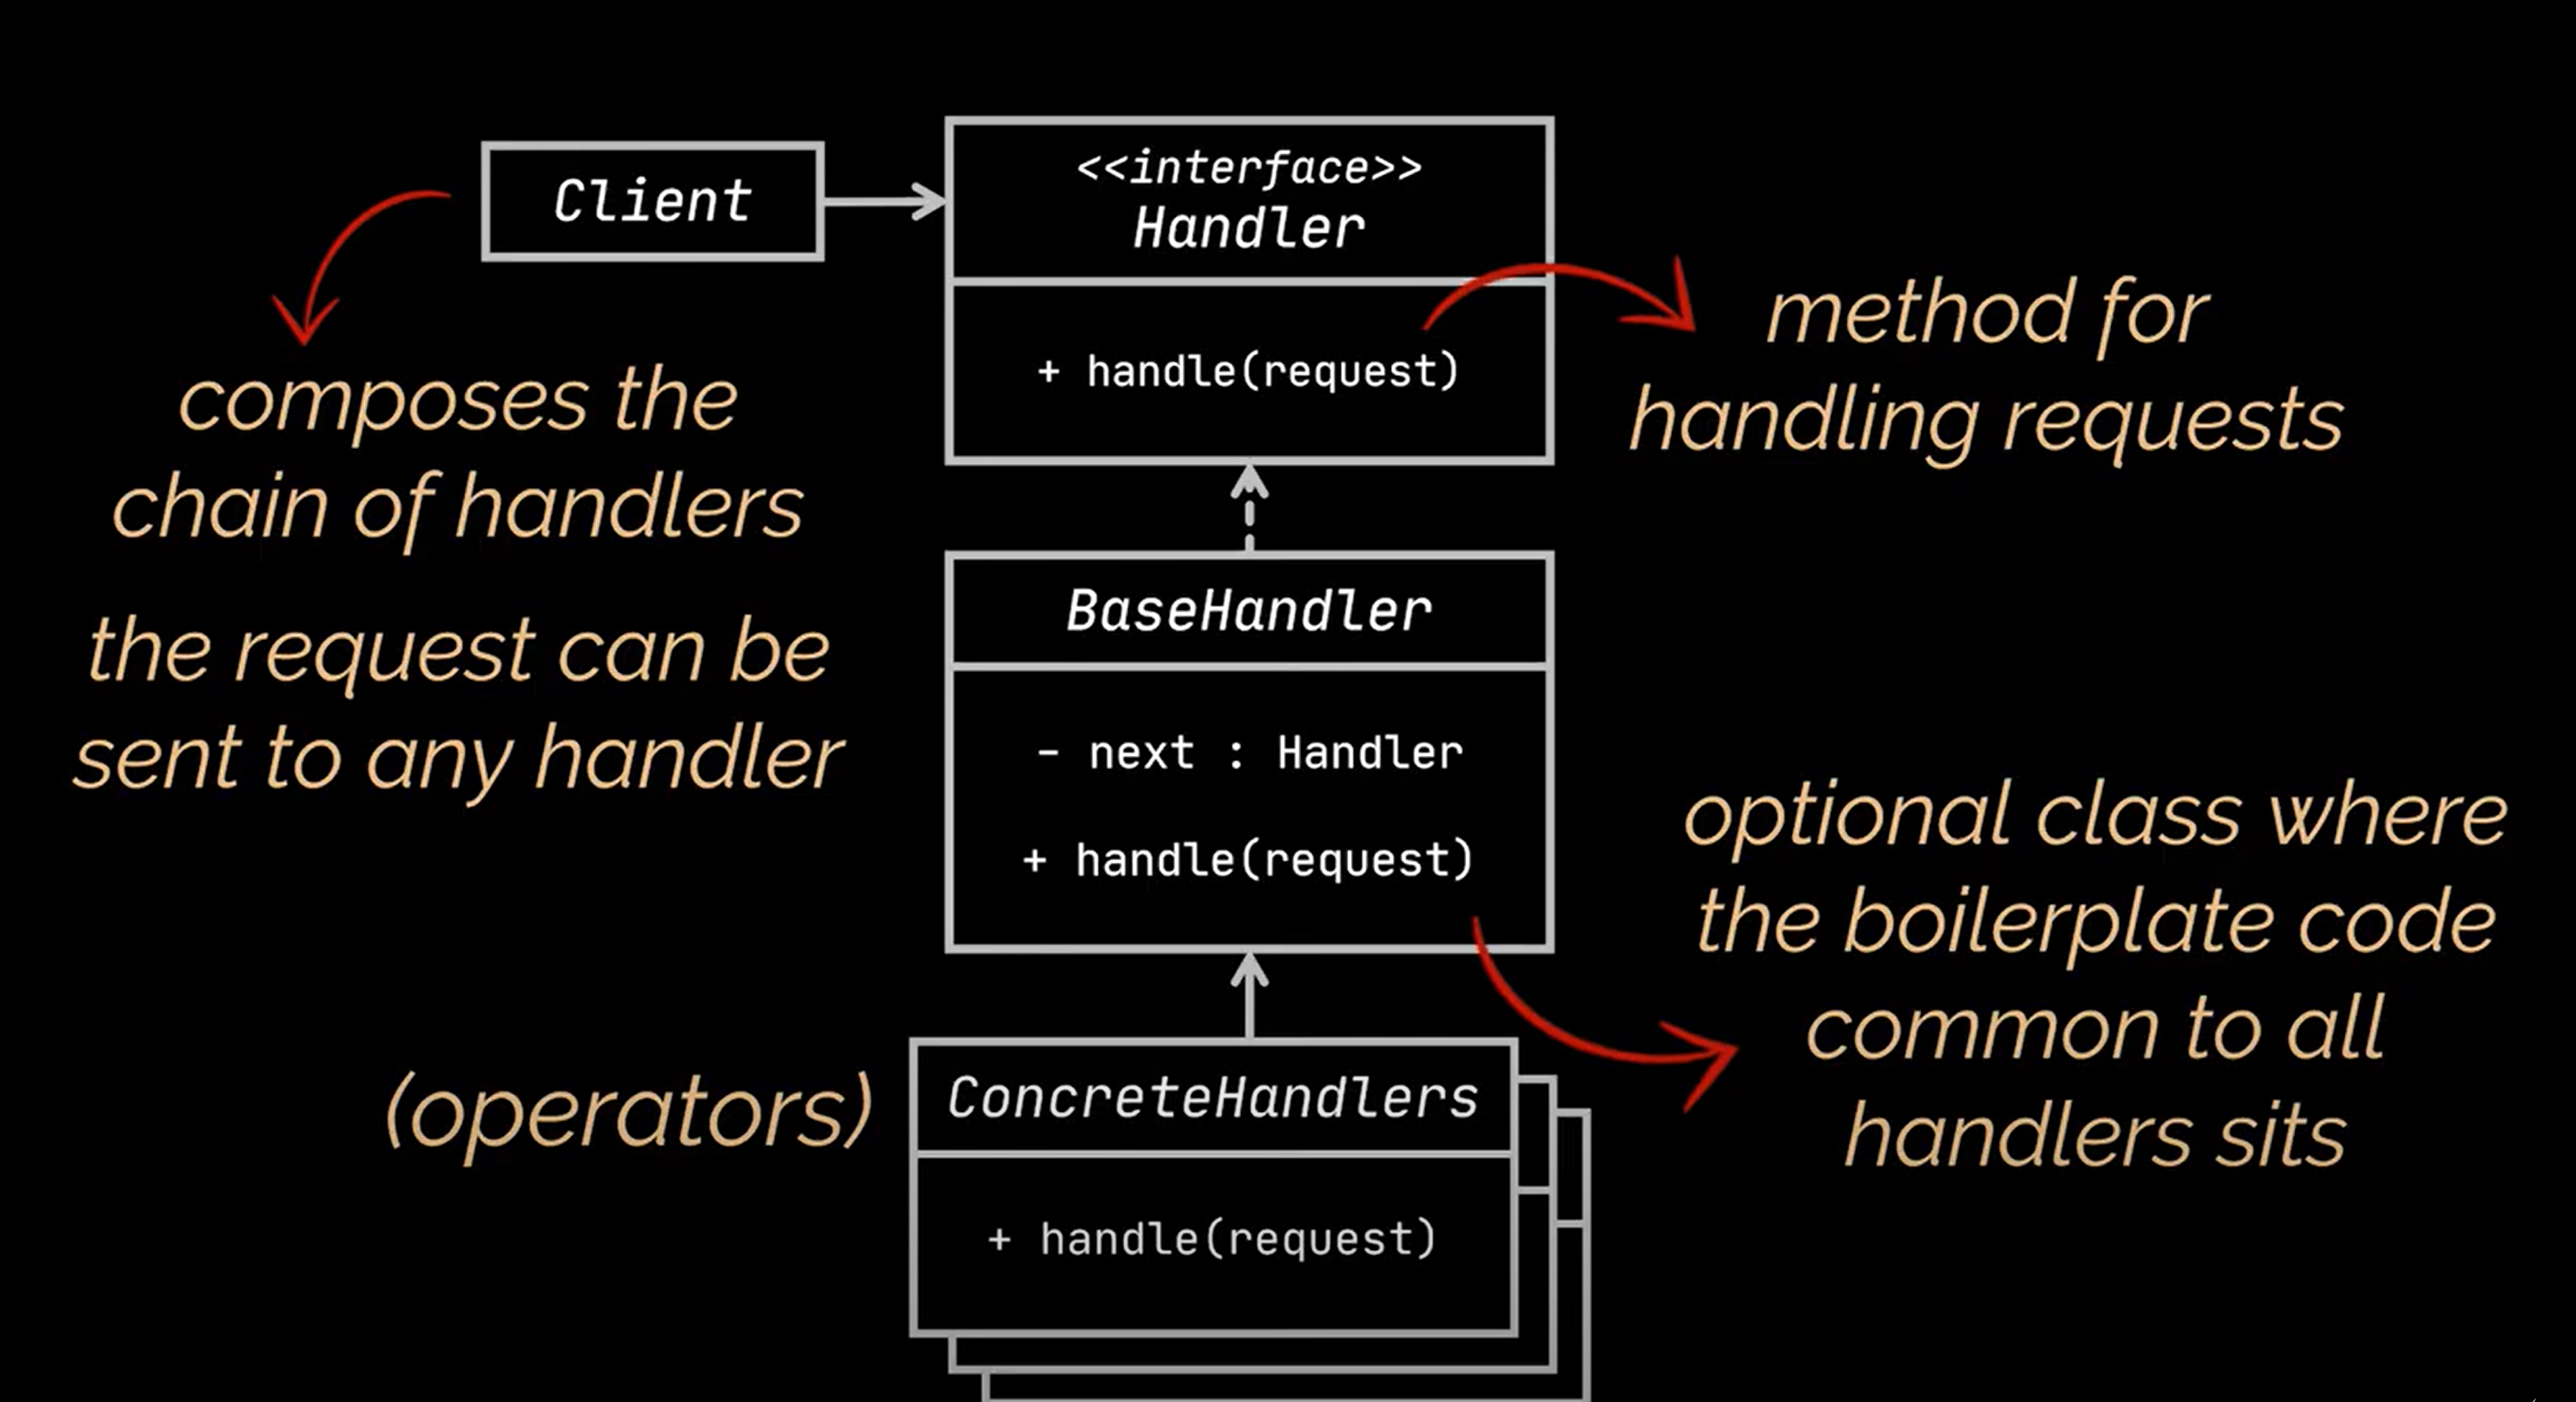 Client
<<interface>>
Handler
+ handle(request)
method for
handling requests
composes the
chain of handlers
the request can be
sent to any handler
BaseHandler
- next : Handler
+ handle(request)
optional class where
the boilerplate code
common to all
handlers sits
(operators)
ConcreteHandlers
+ handle(request)